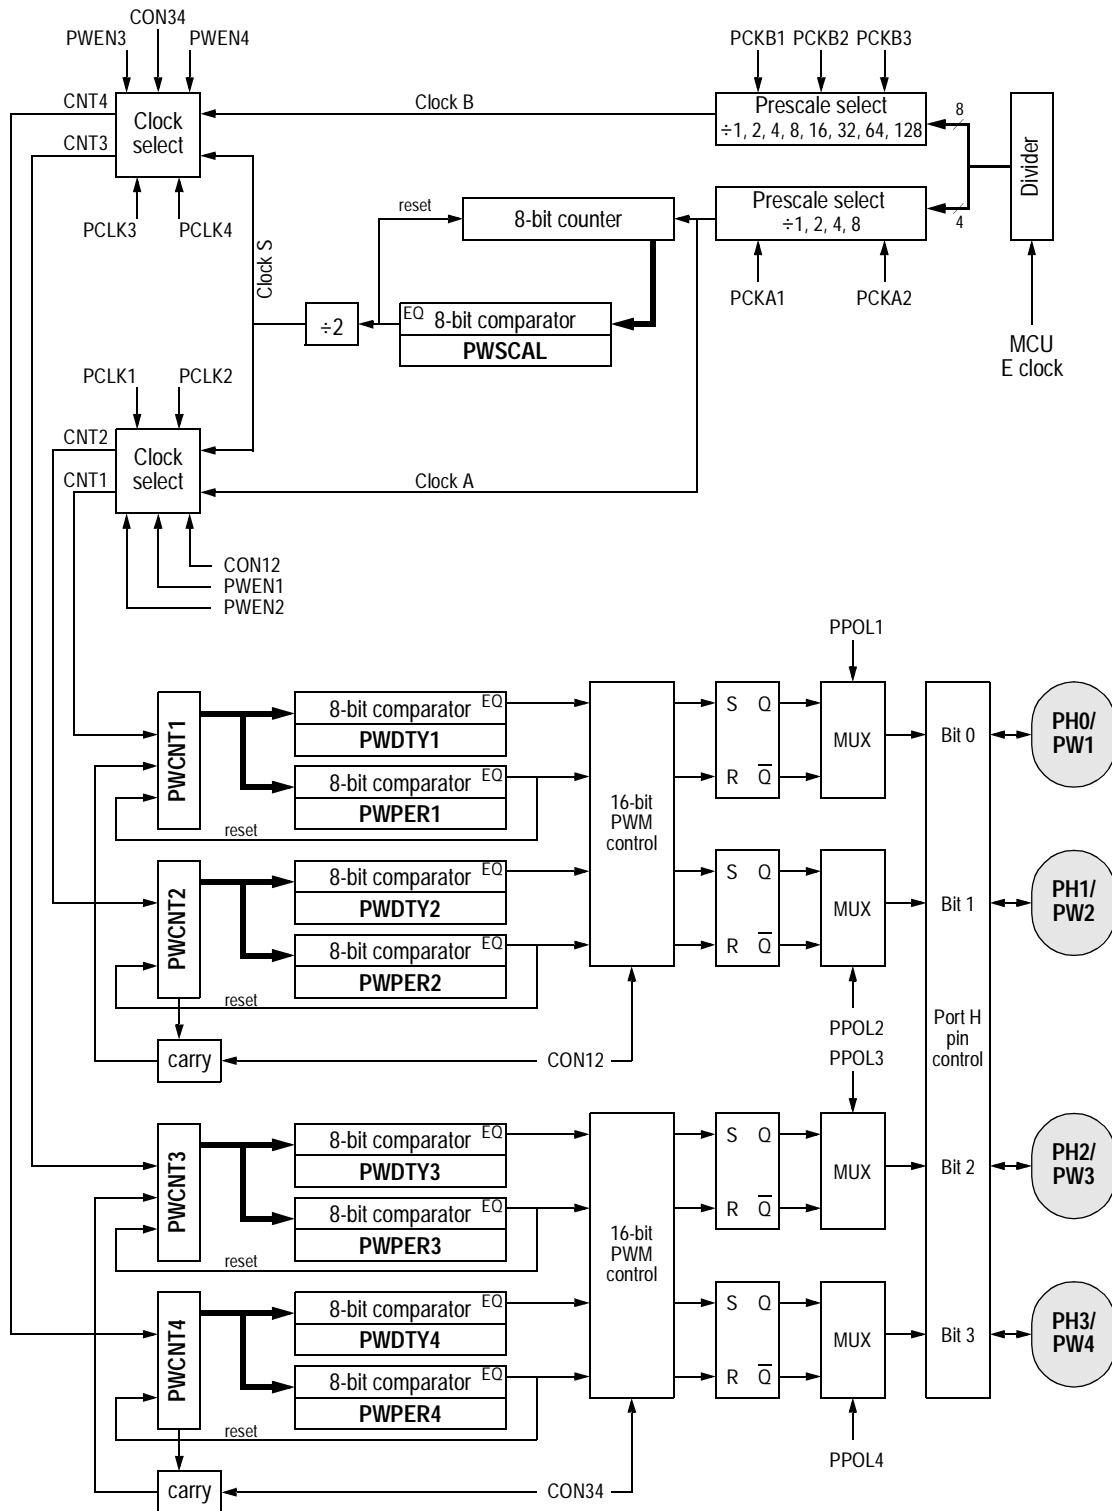 CON34
PWEN3
PWEN4
PCKB1
PCKB2
PCKB3
CNT4
CNT3
Clock
select
Clock B
Prescale select
÷1, 2, 4, 8, 16, 32, 64, 128
8
Divider
PCLK3
PCLK4
reset
8-bit counter
Prescale select
÷1, 2, 4, 8
4
Clock S
PCKA1
PCKA2
÷2
EQ
8-bit comparator
PWSCAL
MCU
E clock
PCLK1
PCLK2
CNT2
CNT1
Clock
select
Clock A
CON12
PWEN1
PWEN2
PPOL1
PWCNT1
8-bit comparator
EQ
PWDTY1
8-bit comparator
EQ
PWPER1
reset
16-bit
PWM
control
S Q
R Q̅
MUX
Bit 0
PH0/
PW1
PWCNT2
8-bit comparator
EQ
PWDTY2
8-bit comparator
EQ
PWPER2
reset
S Q
R Q̅
MUX
Bit 1
PH1/
PW2
carry
CON12
PPOL2
PPOL3
Port H
pin
control
PWCNT3
8-bit comparator
EQ
PWDTY3
8-bit comparator
EQ
PWPER3
reset
16-bit
PWM
control
S Q
R Q̅
MUX
Bit 2
PH2/
PW3
PWCNT4
8-bit comparator
EQ
PWDTY4
8-bit comparator
EQ
PWPER4
reset
S Q
R Q̅
MUX
Bit 3
PH3/
PW4
carry
CON34
PPOL4